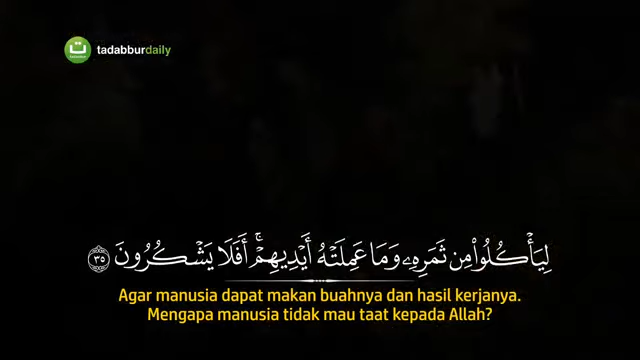 ت
tadabburdaily
لِيَأْكُلُوا۟ مِن ثَمَرِهِۦ وَمَا عَمِلَتْهُ أَيْدِيهِمْ ۚ أَفَلَا يَشْكُرُونَ ٣٥
Agar manusia dapat makan buahnya dan hasil kerjanya.
Mengapa manusia tidak mau taat kepada Allah?